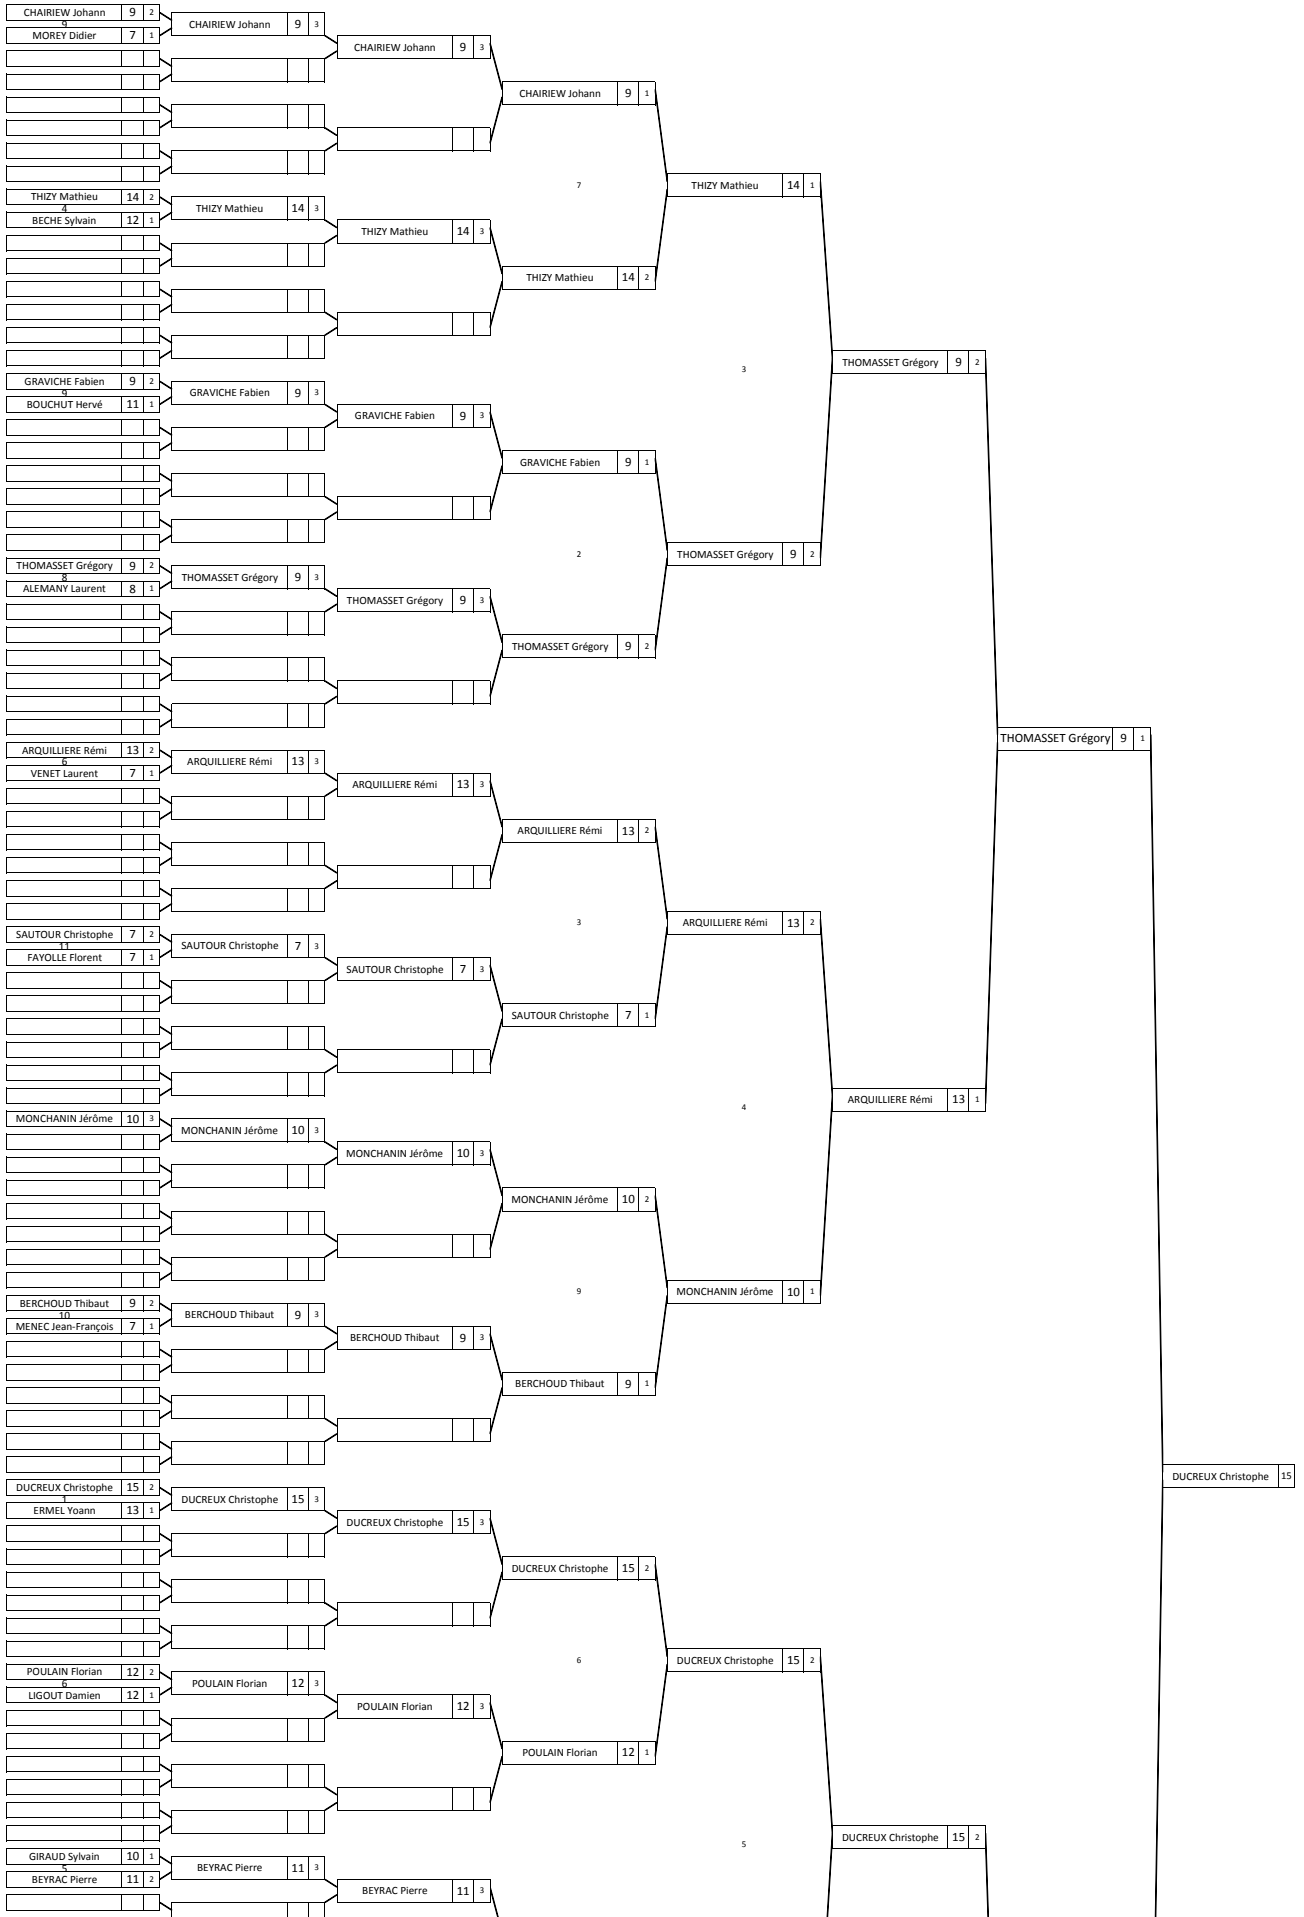 CHAIRIEW Johann 9 2
9
MOREY Didier 7 1
CHAIRIEW Johann 9 3
CHAIRIEW Johann 9 3
CHAIRIEW Johann 9 1
7
THIZY Mathieu 14 1
THIZY Mathieu 14 2
4
BECHE Sylvain 12 1
THIZY Mathieu 14 3
THIZY Mathieu 14 3
THIZY Mathieu 14 2
3
THOMASSET Grégory 9 2
GRAVICHE Fabien 9 2
9
BOUCHUT Hervé 11 1
GRAVICHE Fabien 9 3
GRAVICHE Fabien 9 3
GRAVICHE Fabien 9 1
2
THOMASSET Grégory 9 2
THOMASSET Grégory 9 2
8
ALEMANY Laurent 8 1
THOMASSET Grégory 9 3
THOMASSET Grégory 9 3
THOMASSET Grégory 9 2
THOMASSET Grégory 9 1
ARQUILLIERE Rémi 13 2
6
VENET Laurent 7 1
ARQUILLIERE Rémi 13 3
ARQUILLIERE Rémi 13 3
ARQUILLIERE Rémi 13 2
3
ARQUILLIERE Rémi 13 2
SAUTOUR Christophe 7 2
11
FAYOLLE Florent 7 1
SAUTOUR Christophe 7 3
SAUTOUR Christophe 7 3
SAUTOUR Christophe 7 1
4
ARQUILLIERE Rémi 13 1
MONCHANIN Jérôme 10 3
MONCHANIN Jérôme 10 3
MONCHANIN Jérôme 10 3
MONCHANIN Jérôme 10 2
9
MONCHANIN Jérôme 10 1
BERCHOUD Thibaut 9 2
10
MENEC Jean-François 7 1
BERCHOUD Thibaut 9 3
BERCHOUD Thibaut 9 3
BERCHOUD Thibaut 9 1
DUCREUX Christophe 15
DUCREUX Christophe 15 2
1
ERMEL Yoann 13 1
DUCREUX Christophe 15 3
DUCREUX Christophe 15 3
DUCREUX Christophe 15 2
6
DUCREUX Christophe 15 2
POULAIN Florian 12 2
6
LIGOUT Damien 12 1
POULAIN Florian 12 3
POULAIN Florian 12 3
POULAIN Florian 12 1
5
DUCREUX Christophe 15 2
GIRAUD Sylvain 10 1
5
BEYRAC Pierre 11 2
BEYRAC Pierre 11 3
BEYRAC Pierre 11 3